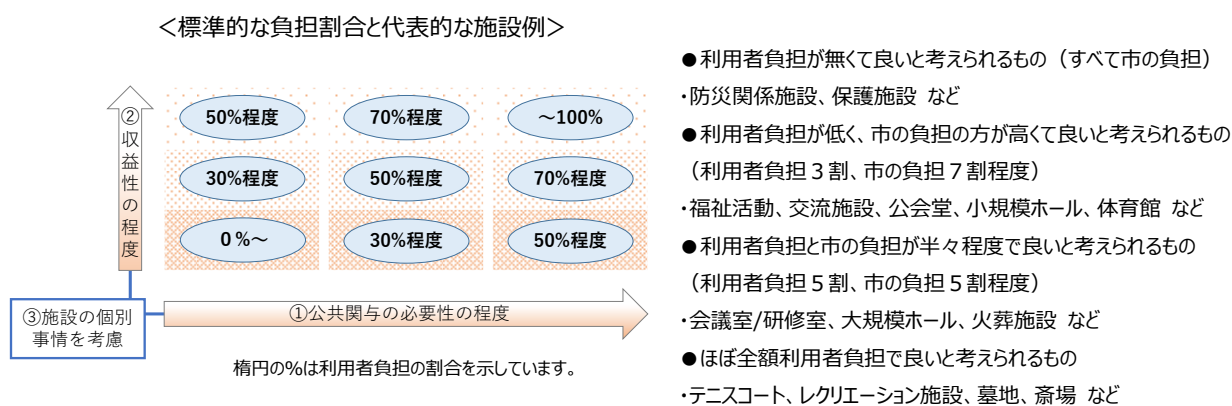 ＜標準的な負担割合と代表的な施設例＞
②収益性の程度
50%程度
70%程度
～100%
30%程度
50%程度
70%程度
０％～
30%程度
50%程度
③施設の個別
事情を考慮
①公共関与の必要性の程度
楕円の%は利用者負担の割合を示しています。
●利用者負担が無くて良いと考えられるもの（すべて市の負担）
・防災関係施設、保護施設 など
●利用者負担が低く、市の負担の方が高くて良いと考えられるもの
（利用者負担３割、市の負担７割程度）
・福祉活動、交流施設、公会堂、小規模ホール、体育館 など
●利用者負担と市の負担が半々程度で良いと考えられるもの
（利用者負担５割、市の負担５割程度）
・会議室/研修室、大規模ホール、火葬施設 など
●ほぼ全額利用者負担で良いと考えられるもの
・テニスコート、レクリエーション施設、墓地、斎場 など